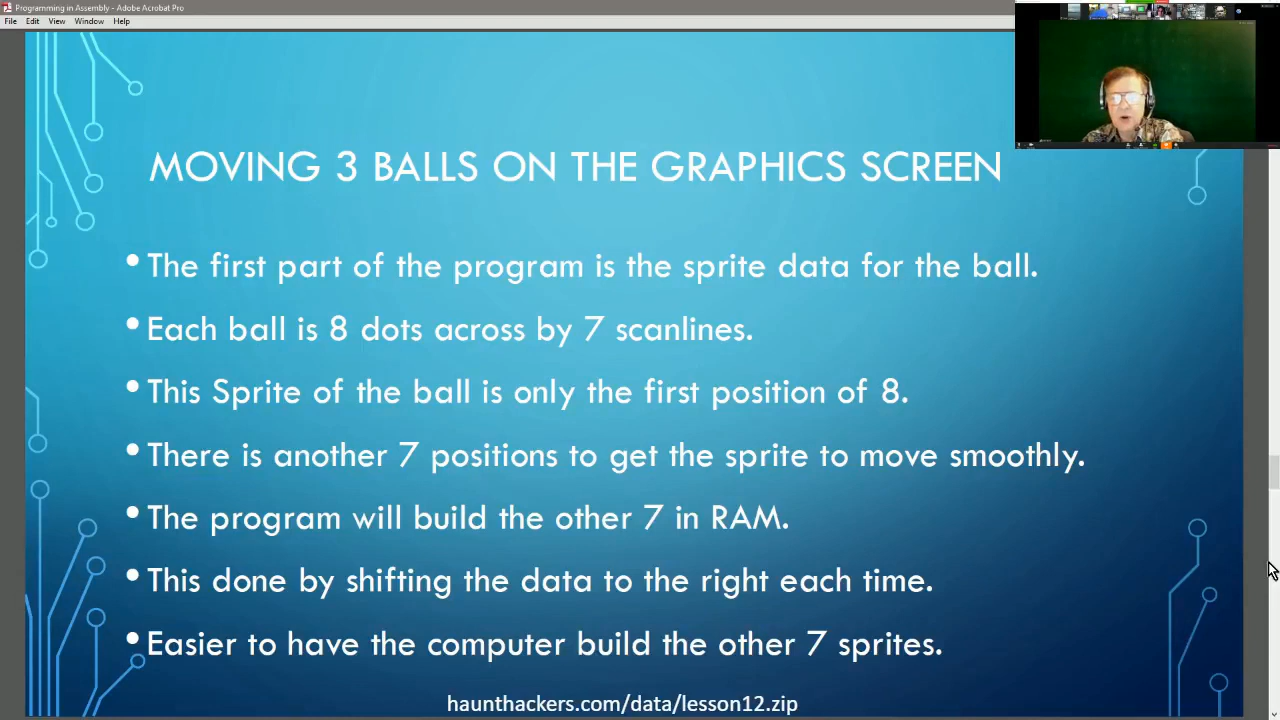 Programming in Assembly - Adobe Acrobat Pro
File Edit View Window Help
MOVING 3 BALLS ON THE GRAPHICS SCREEN
• The first part of the program is the sprite data for the ball.
• Each ball is 8 dots across by 7 scanlines.
• This Sprite of the ball is only the first position of 8.
• There is another 7 positions to get the sprite to move smoothly.
• The program will build the other 7 in RAM.
• This done by shifting the data to the right each time.
• Easier to have the computer build the other 7 sprites.
haunthackers.com/data/lesson12.zip